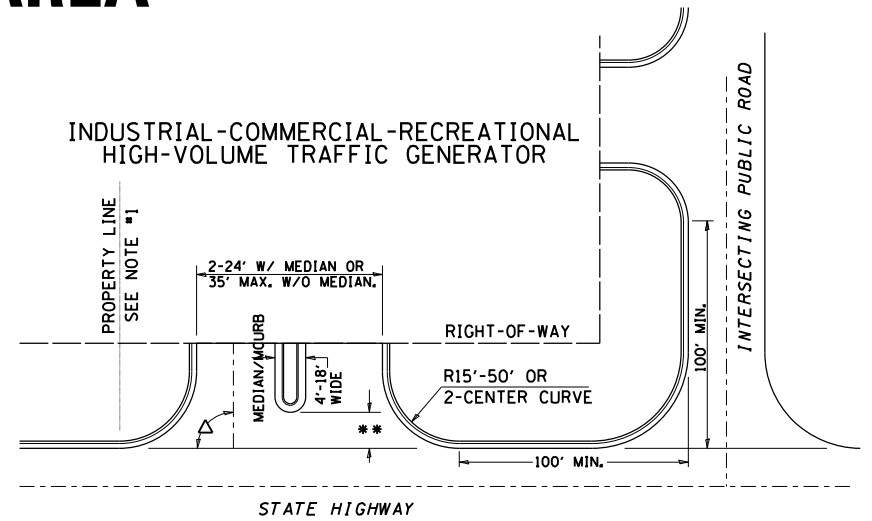 AREA
INDUSTRIAL-COMMERCIAL-RECREATIONAL
HIGH-VOLUME TRAFFIC GENERATOR
PROPERTY LINE
SEE NOTE #1
2-24' W/ MEDIAN OR
35' MAX. W/O MEDIAN.
MEDIAN/MOURB
4'-18'
WIDE
RIGHT-OF-WAY
R15'-50' OR
2-CENTER CURVE
**
100' MIN.
100' MIN.
INTERSECTING PUBLIC ROAD
STATE HIGHWAY